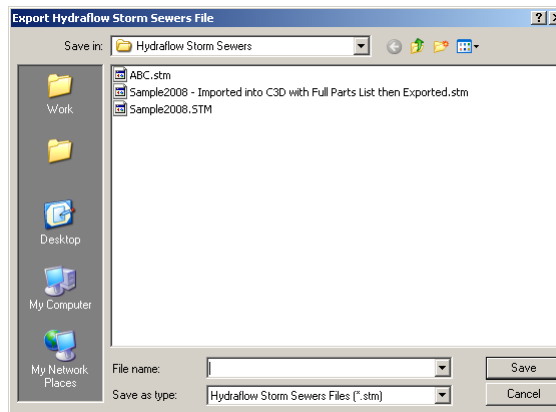 Export Hydraflow Storm Sewers File
Save in:
Hydraflow Storm Sewers
ABC.stm
Sample2008 - Imported into C3D with Full Parts List then Exported.stm
Sample2008.STM
Work
Desktop
My Computer
My Network
Places
File name:
Save
Save as type:
Hydraflow Storm Sewers Files (*.stm)
Cancel